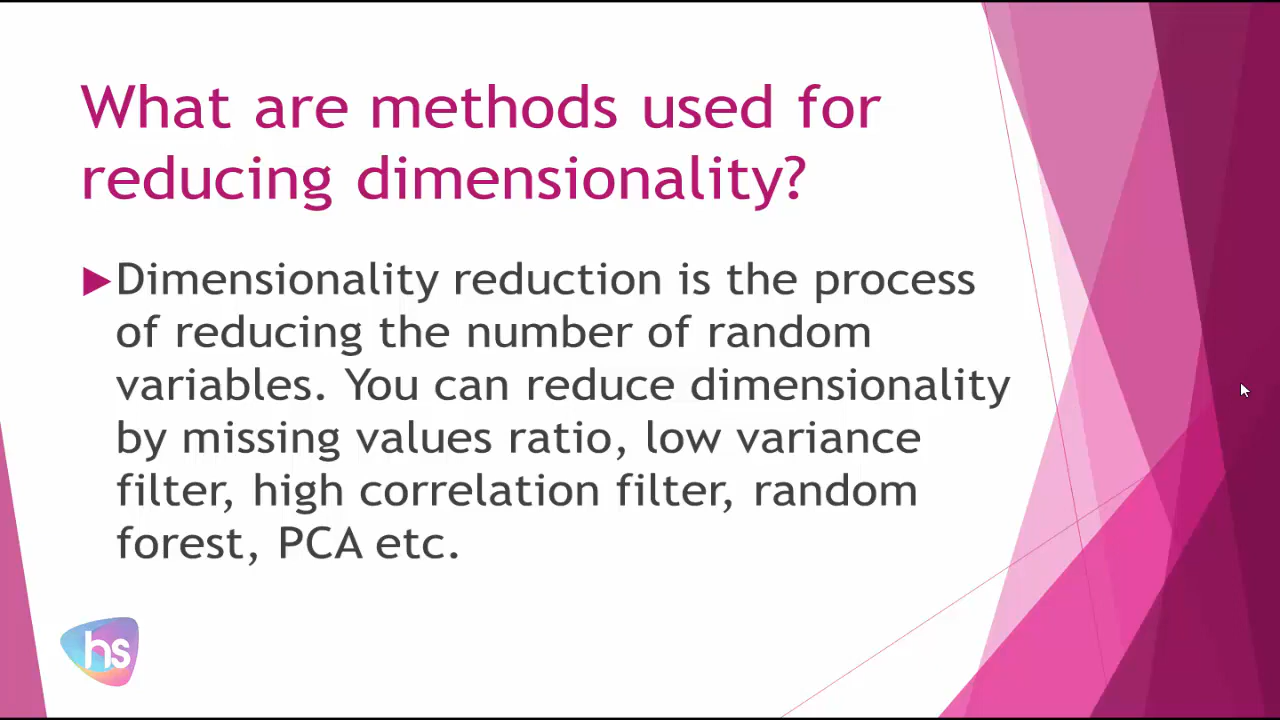 What are methods used for
reducing dimensionality?
Dimensionality reduction is the process
of reducing the number of random
variables. You can reduce dimensionality
by missing values ratio, low variance
filter, high correlation filter, random
forest, PCA etc.
hs